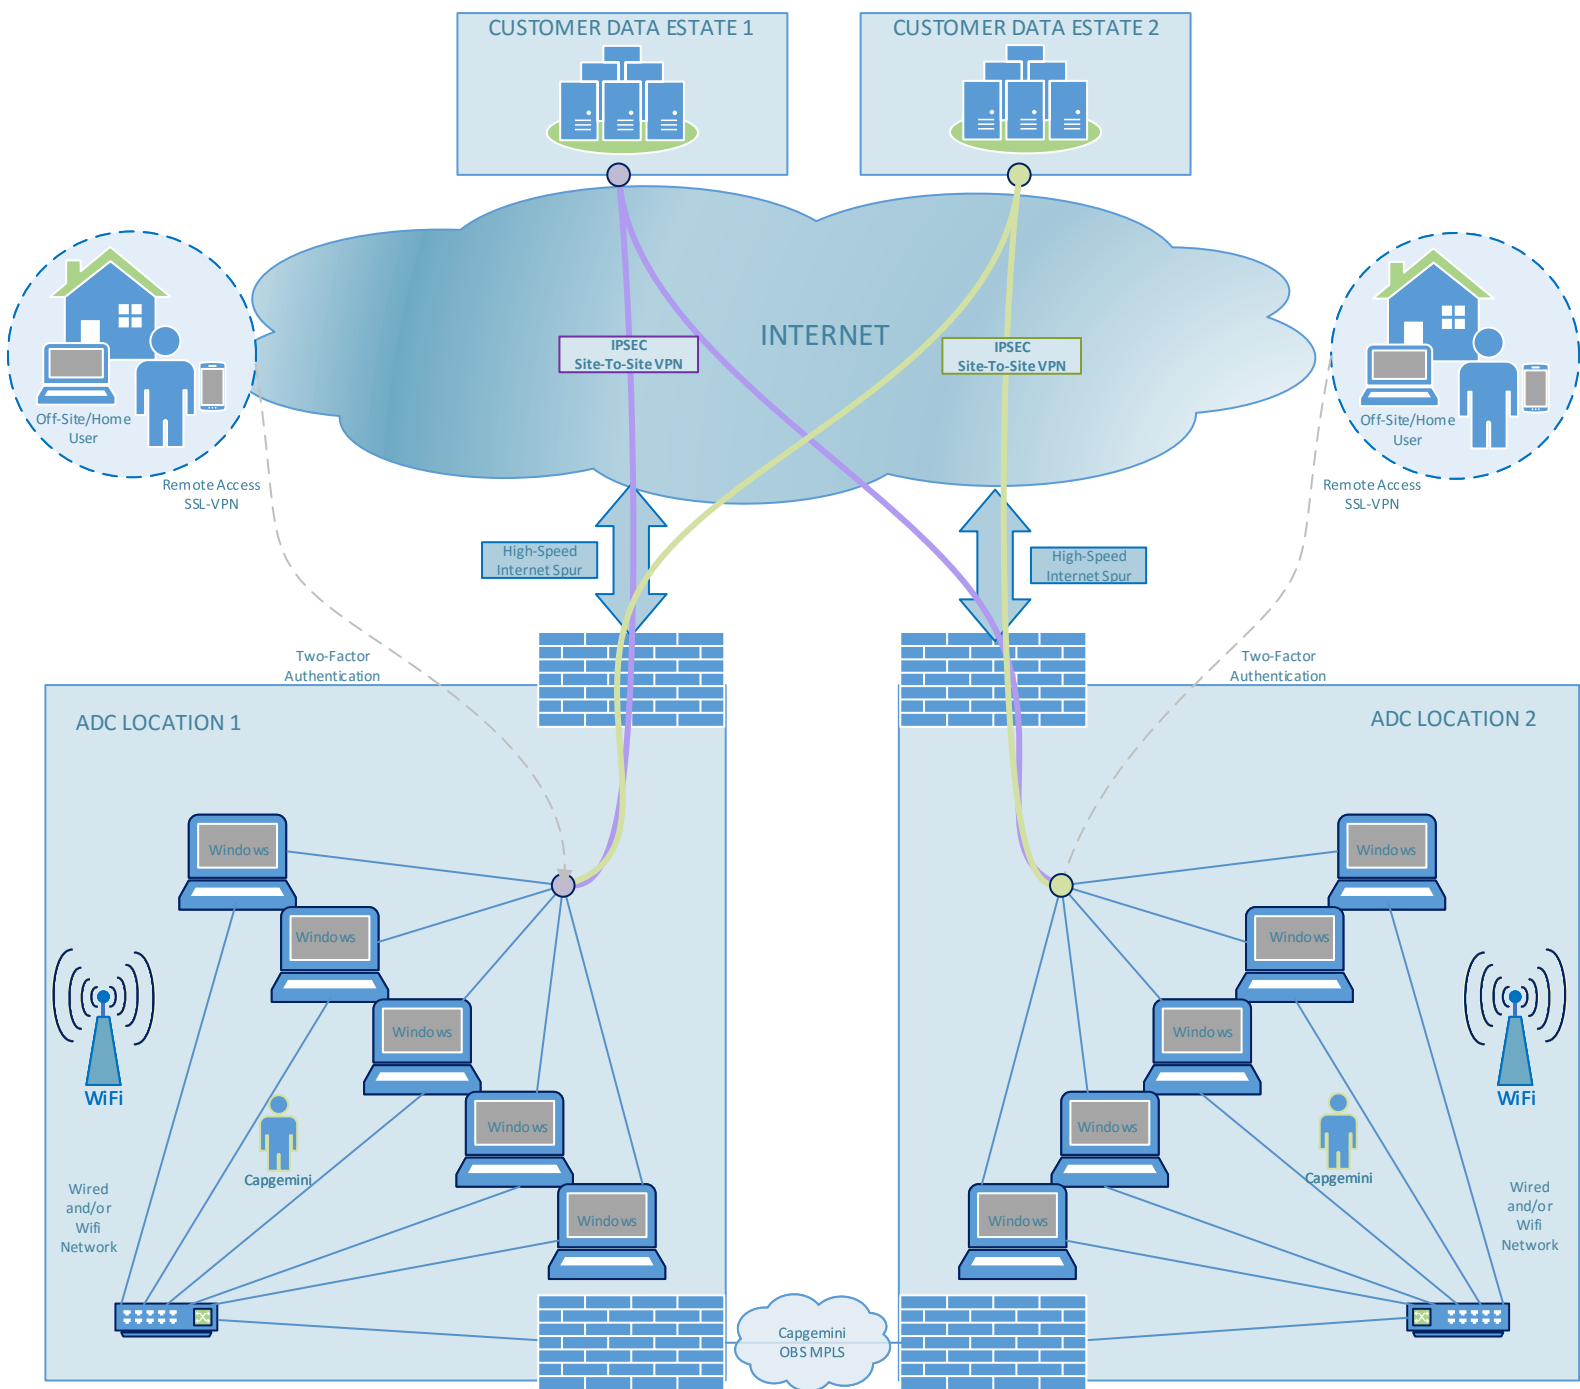 CUSTOMER DATA ESTATE 1
CUSTOMER DATA ESTATE 2
INTERNET
IPSEC
Site-To-Site VPN
IPSEC
Site-To-Site VPN
Off-Site/Home
User
Off-Site/Home
User
Remote Access
SSL-VPN
Remote Access
SSL-VPN
High-Speed
Internet Spur
High-Speed
Internet Spur
Two-Factor
Authentication
Two-Factor
Authentication
ADC LOCATION 1
ADC LOCATION 2
Windows
Windows
Windows
Windows
Windows
Windows
Windows
Windows
Windows
Windows
WiFi
WiFi
Capgemini
Capgemini
Wired
and/or
Wifi
Network
Wired
and/or
Wifi
Network
Capgemini
OBS MPLS